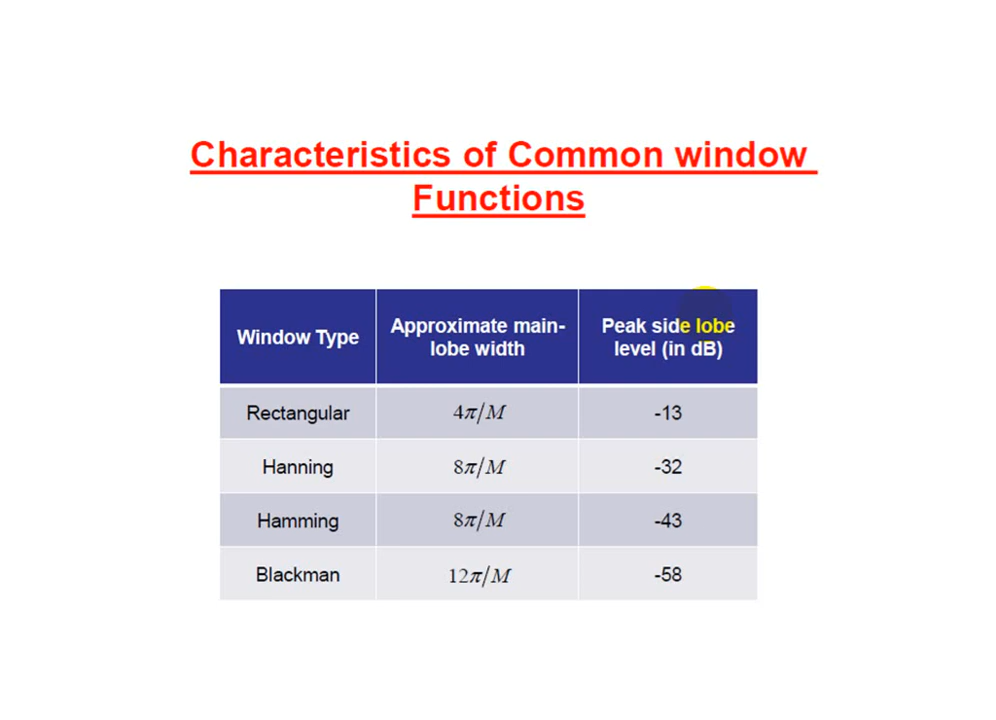 Characteristics of Common window
Functions
Window Type
Approximate main-
lobe width
Peak side lobe
level (in dB)
Rectangular
4π/M
-13
Hanning
8π/M
-32
Hamming
8π/M
-43
Blackman
12π/M
-58